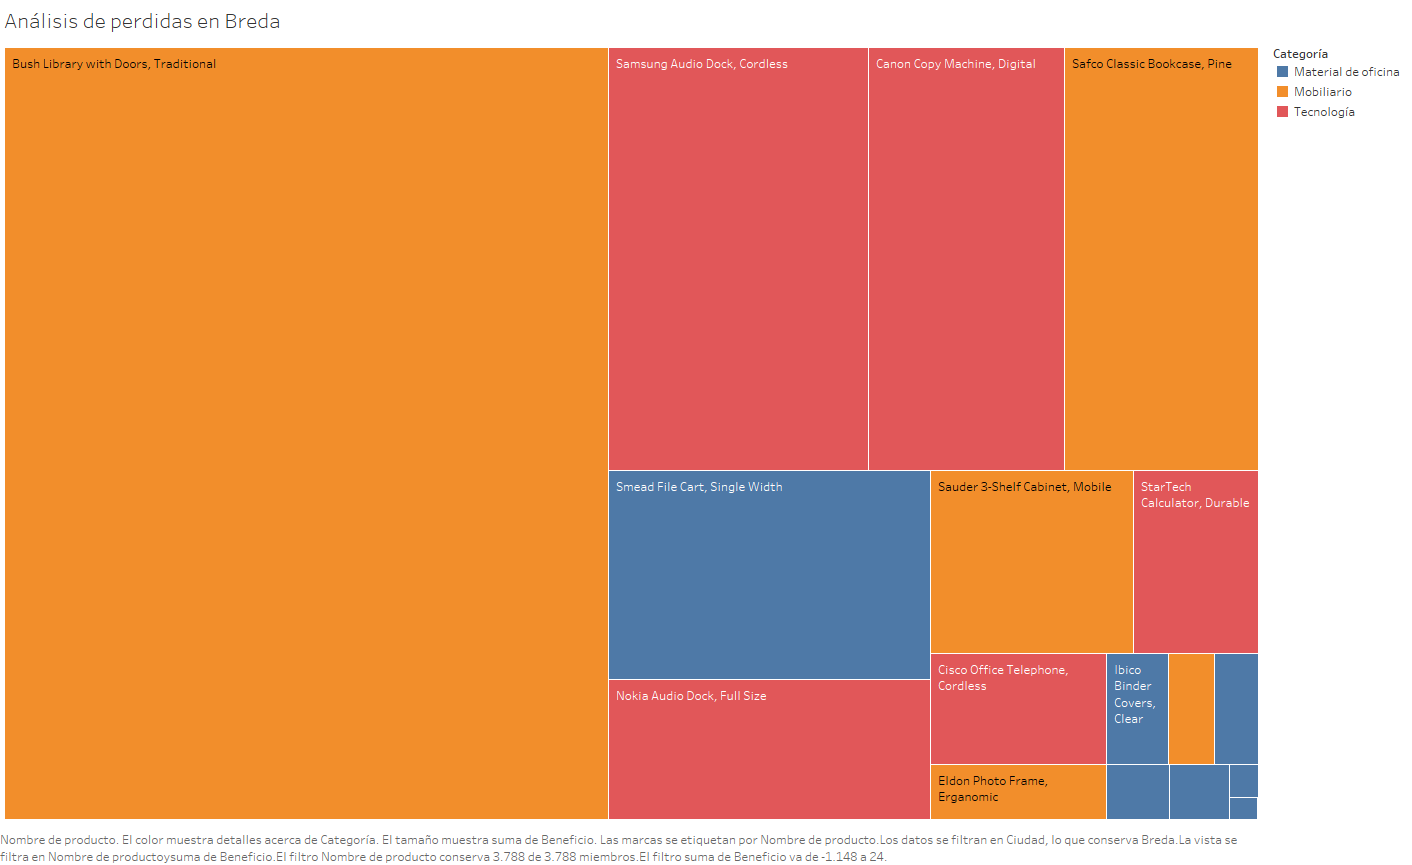 Análisis de perdidas en Breda
Bush Library with Doors, Traditional
Samsung Audio Dock, Cordless
Canon Copy Machine, Digital
Safco Classic Bookcase, Pine
Categoría
Material de oficina
Mobiliario
Tecnología
Smead File Cart, Single Width
Sauder 3-Shelf Cabinet, Mobile
StarTech
Calculator, Durable
Nokia Audio Dock, Full Size
Cisco Office Telephone,
Cordless
Ibico
Binder
Covers,
Clear
Eldon Photo Frame,
Erganomic
Nombre de producto. El color muestra detalles acerca de Categoría. El tamaño muestra suma de Beneficio. Las marcas se etiquetan por Nombre de producto.Los datos se filtran en Ciudad, lo que conserva Breda.La vista se
filtra en Nombre de productoysuma de Beneficio.El filtro Nombre de producto conserva 3.788 de 3.788 miembros.El filtro suma de Beneficio va de -1.148 a 24.